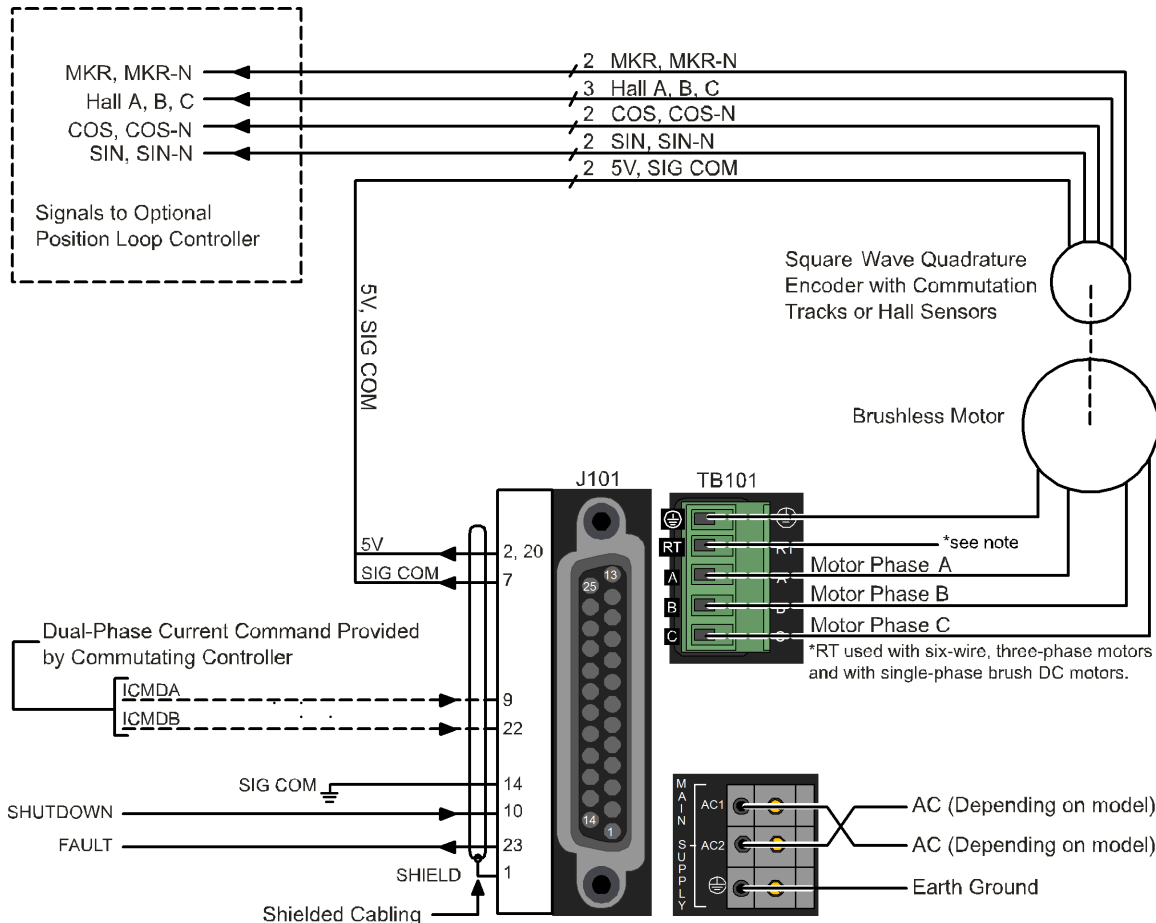 MKR, MKR-N
Hall A, B, C
COS, COS-N
SIN, SIN-N
Signals to Optional
Position Loop Controller
2 MKR, MKR-N
3 Hall A, B, C
2 COS, COS-N
2 SIN, SIN-N
2 5V, SIG COM
5V, SIG COM
Square Wave Quadrature
Encoder with Commutation
Tracks or Hall Sensors
Brushless Motor
J101
TB101
5V
2, 20
SIG COM
7
Dual-Phase Current Command Provided
by Commutating Controller
ICMDA
9
ICMDB
22
SIG COM
14
SHUTDOWN
10
FAULT
23
SHIELD
1
Shielded Cabling
13
25
14
1
RT
RT
*see note
A
A
Motor Phase A
B
B
Motor Phase B
C
C
Motor Phase C
*RT used with six-wire, three-phase motors
and with single-phase brush DC motors.
MAIN SUPPLY
AC1
AC2
AC (Depending on model)
AC (Depending on model)
Earth Ground